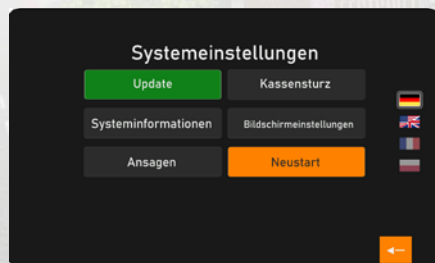 Systemeinstellungen
Update
Kassensturz
Systeminformationen
Bildschirmeinstellungen
Ansagen
Neustart